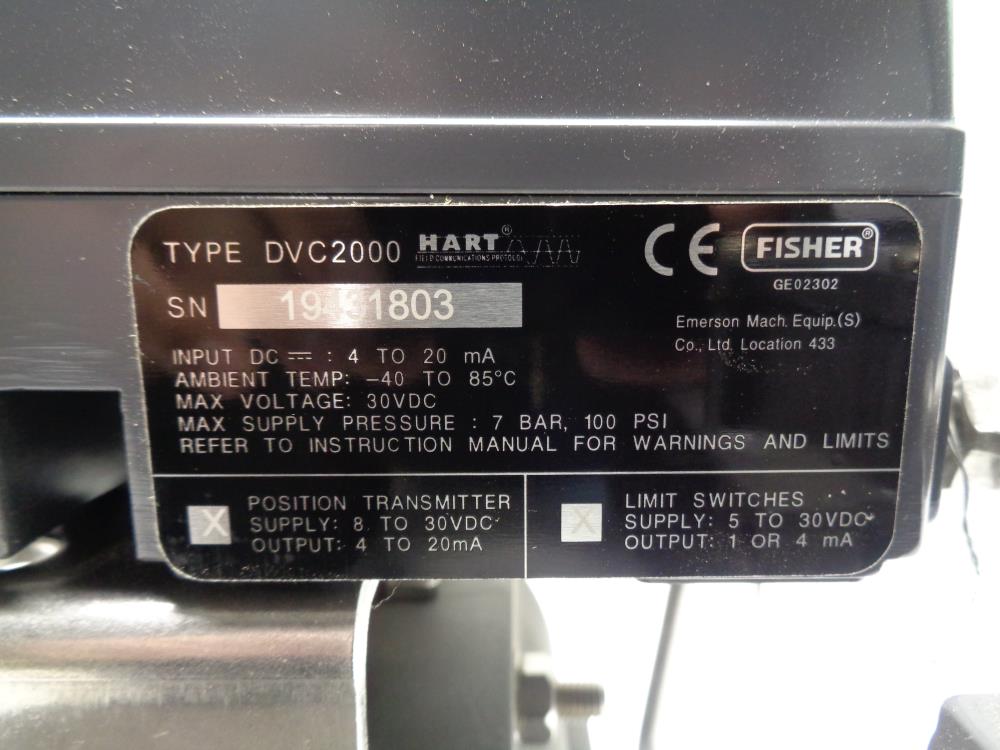 TYPE DVC2000 HART®
FIELD COMMUNICATIONS PROTOCOL
CE FISHER®
GE02302
SN
Emerson Mach. Equip.(S)
Co., Ltd. Location 433
INPUT DC ⎓ : 4 TO 20 mA
AMBIENT TEMP: -40 TO 85°C
MAX VOLTAGE: 30VDC
MAX SUPPLY PRESSURE : 7 BAR, 100 PSI
REFER TO INSTRUCTION MANUAL FOR WARNINGS AND LIMITS
X POSITION TRANSMITTER
SUPPLY: 8 TO 30VDC
OUTPUT: 4 TO 20mA
X LIMIT SWITCHES
SUPPLY: 5 TO 30VDC
OUTPUT: 1 OR 4 mA